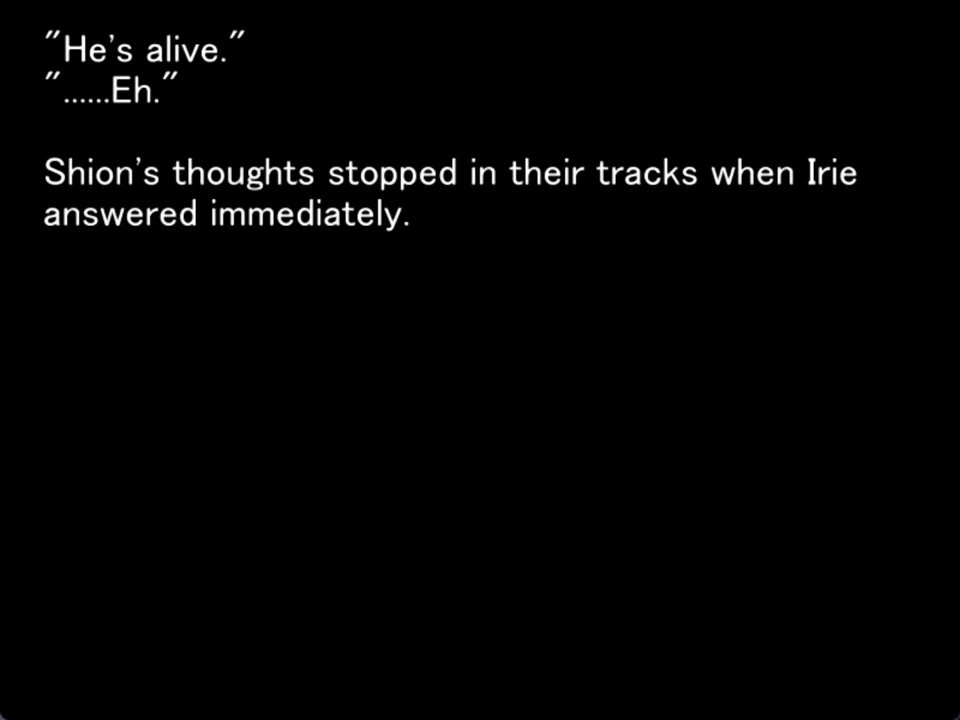 "He's alive."
"......Eh."
Shion's thoughts stopped in their tracks when Irie
answered immediately.